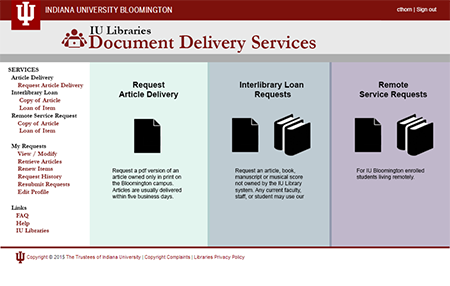 INDIANA UNIVERSITY BLOOMINGTON
cthom | Sign out
IU Libraries
Document Delivery Services
SERVICES
Article Delivery
Request Article Delivery
Interlibrary Loan
Copy of Article
Loan of Item
Remote Service Request
Copy of Article
Loan of Item
My Requests
View / Modify
Retrieve Articles
Renew Items
Request History
Resubmit Requests
Edit Profile
Links
FAQ
Help
IU Libraries
Request
Article Delivery
Request a pdf version of an
article owned only in print on
the Bloomington campus.
Articles are usually delivered
within five business days.
Interlibrary Loan
Requests
Request an article, book,
manuscript or musical score
not owned by the IU Library
system. Any current faculty,
staff, or student may use our
Remote
Service Requests
For IU Bloomington enrolled
students living remotely.
Copyright © 2015 The Trustees of Indiana University | Copyright Complaints | Libraries Privacy Policy